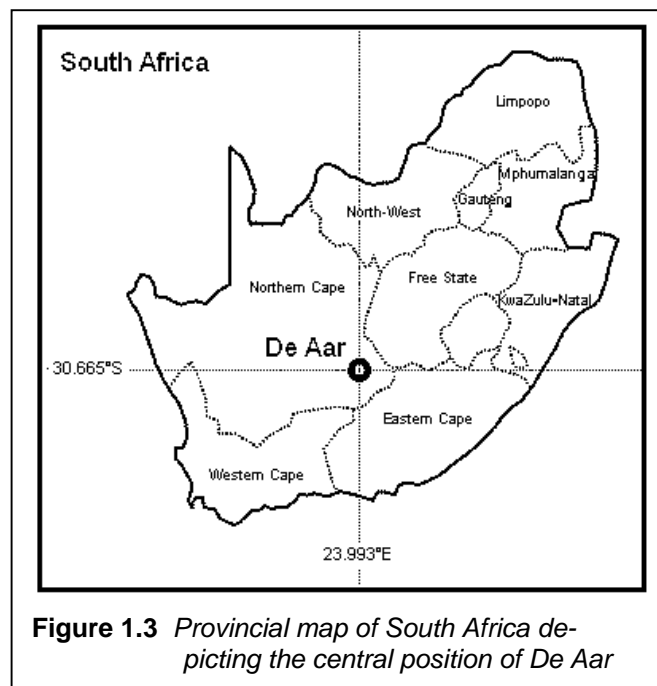 South Africa
Limpopo
Mphumalanga
Gauteng
North-West
Free State
Northern Cape
KwaZulu-Natal
De Aar
30.665°S
Eastern Cape
Western Cape
23.993°E
Figure 1.3 Provincial map of South Africa de-
picting the central position of De Aar